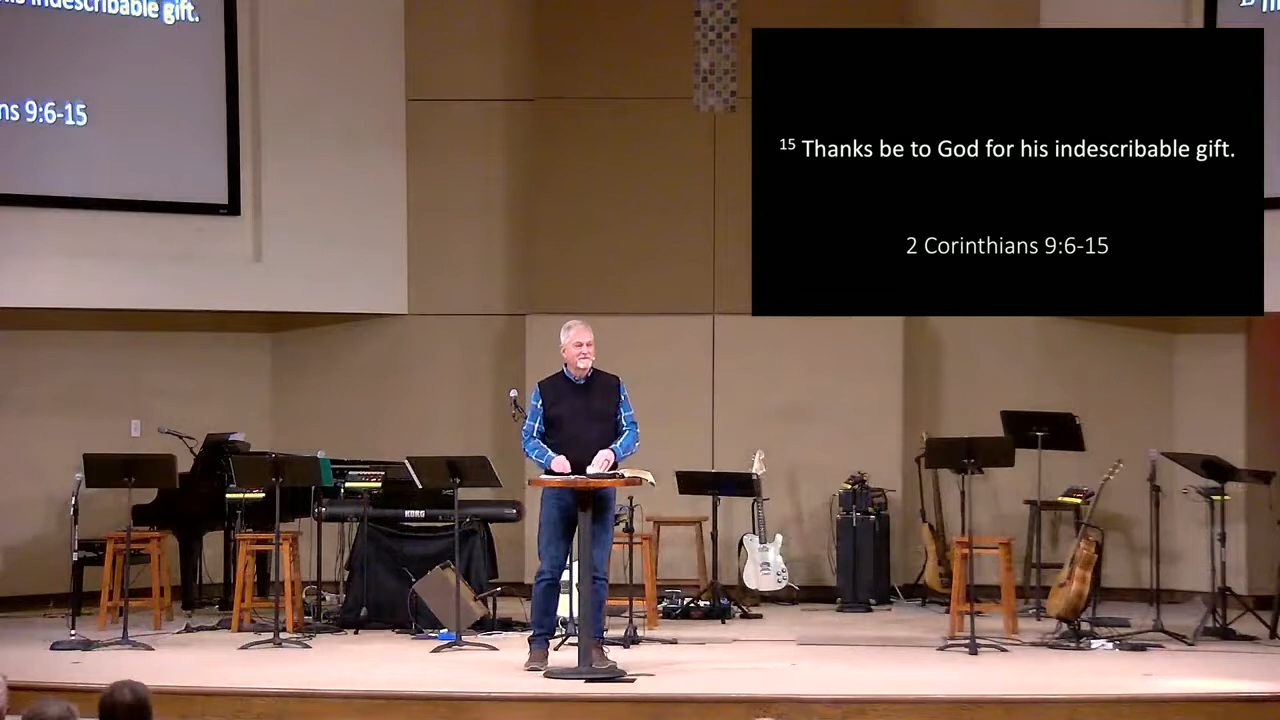 his indescribable gift.
ns 9:6-15
15 Thanks be to God for his indescribable gift.
2 Corinthians 9:6-15
KORG